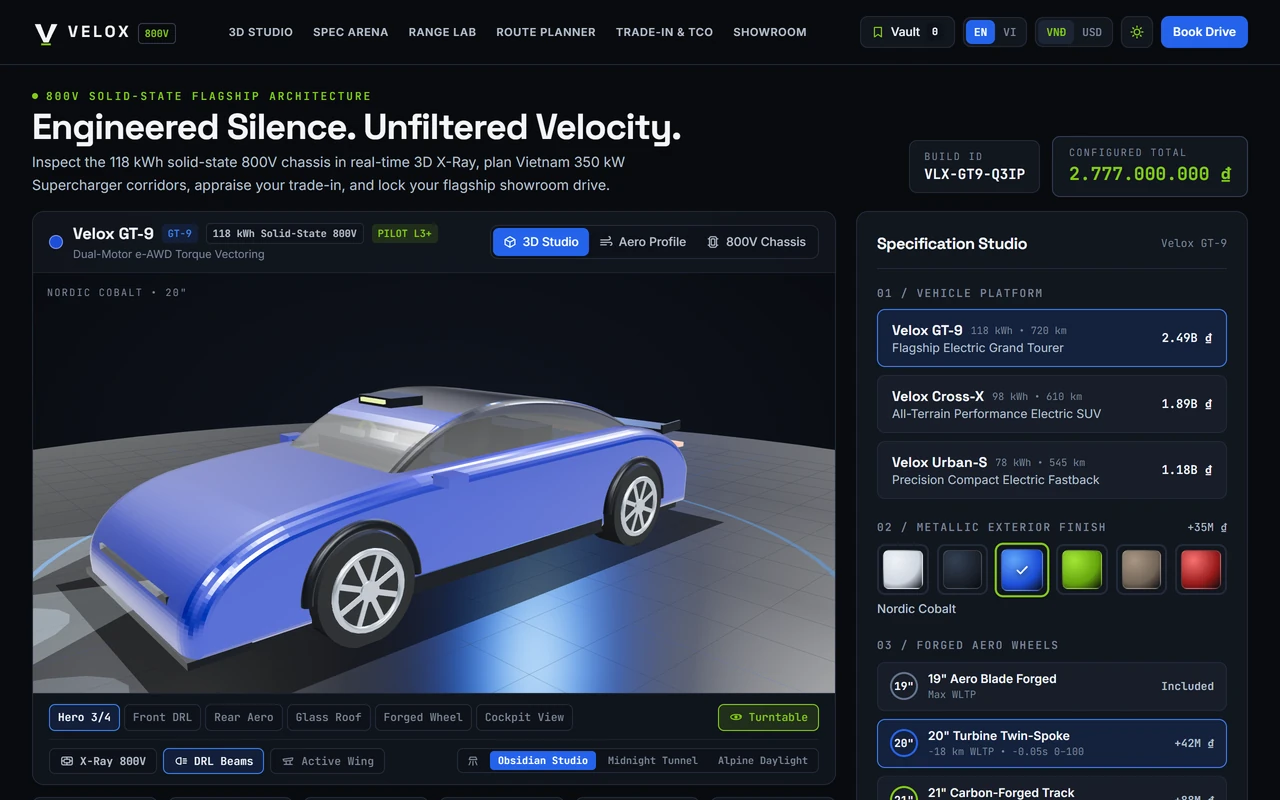 VELOX 800V
3D STUDIO SPEC ARENA RANGE LAB ROUTE PLANNER TRADE-IN & TCO SHOWROOM
Vault 0 EN VI VNĐ USD Book Drive
800V SOLID-STATE FLAGSHIP ARCHITECTURE
Engineered Silence. Unfiltered Velocity.
Inspect the 118 kWh solid-state 800V chassis in real-time 3D X-Ray, plan Vietnam 350 kW
Supercharger corridors, appraise your trade-in, and lock your flagship showroom drive.
BUILD ID
VLX-GT9-Q3IP
CONFIGURED TOTAL
2.777.000.000 ₫
Velox GT-9 GT-9 118 kWh Solid-State 800V PILOT L3+
Dual-Motor e-AWD Torque Vectoring
3D Studio Aero Profile 800V Chassis
NORDIC COBALT • 20"
Hero 3/4 Front DRL Rear Aero Glass Roof Forged Wheel Cockpit View Turntable
X-Ray 800V DRL Beams Active Wing Obsidian Studio Midnight Tunnel Alpine Daylight
Specification Studio Velox GT-9
01 / VEHICLE PLATFORM
Velox GT-9 118 kWh • 720 km
Flagship Electric Grand Tourer
2.49B ₫
Velox Cross-X 98 kWh • 610 km
All-Terrain Performance Electric SUV
1.89B ₫
Velox Urban-S 78 kWh • 545 km
Precision Compact Electric Fastback
1.18B ₫
02 / METALLIC EXTERIOR FINISH +35M ₫
Nordic Cobalt
03 / FORGED AERO WHEELS
19" 19" Aero Blade Forged
Max WLTP
Included
20" 20" Turbine Twin-Spoke
-18 km WLTP • -0.05s 0-100
+42M ₫
21" 21" Carbon-Forged Track
+88M ₫